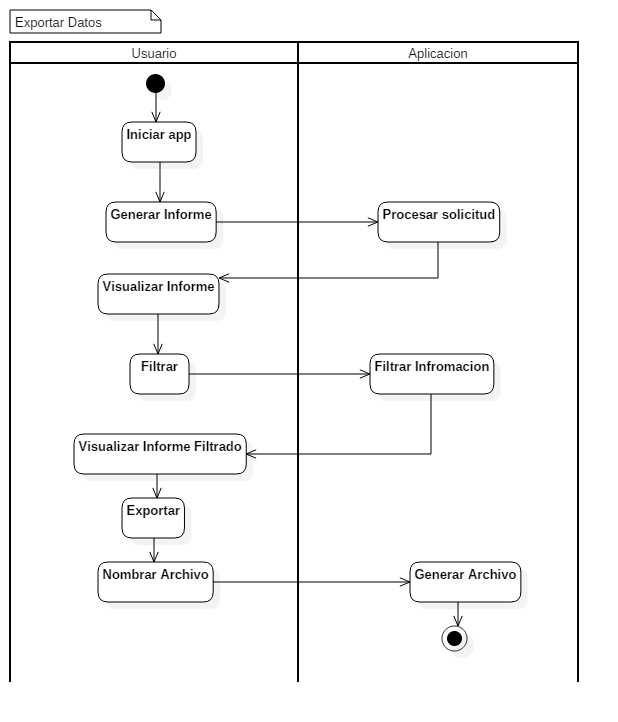 Exportar Datos
Usuario
Aplicacion
Iniciar app
Generar Informe
Procesar solicitud
Visualizar Informe
Filtrar
Filtrar Infromacion
Visualizar Informe Filtrado
Exportar
Nombrar Archivo
Generar Archivo